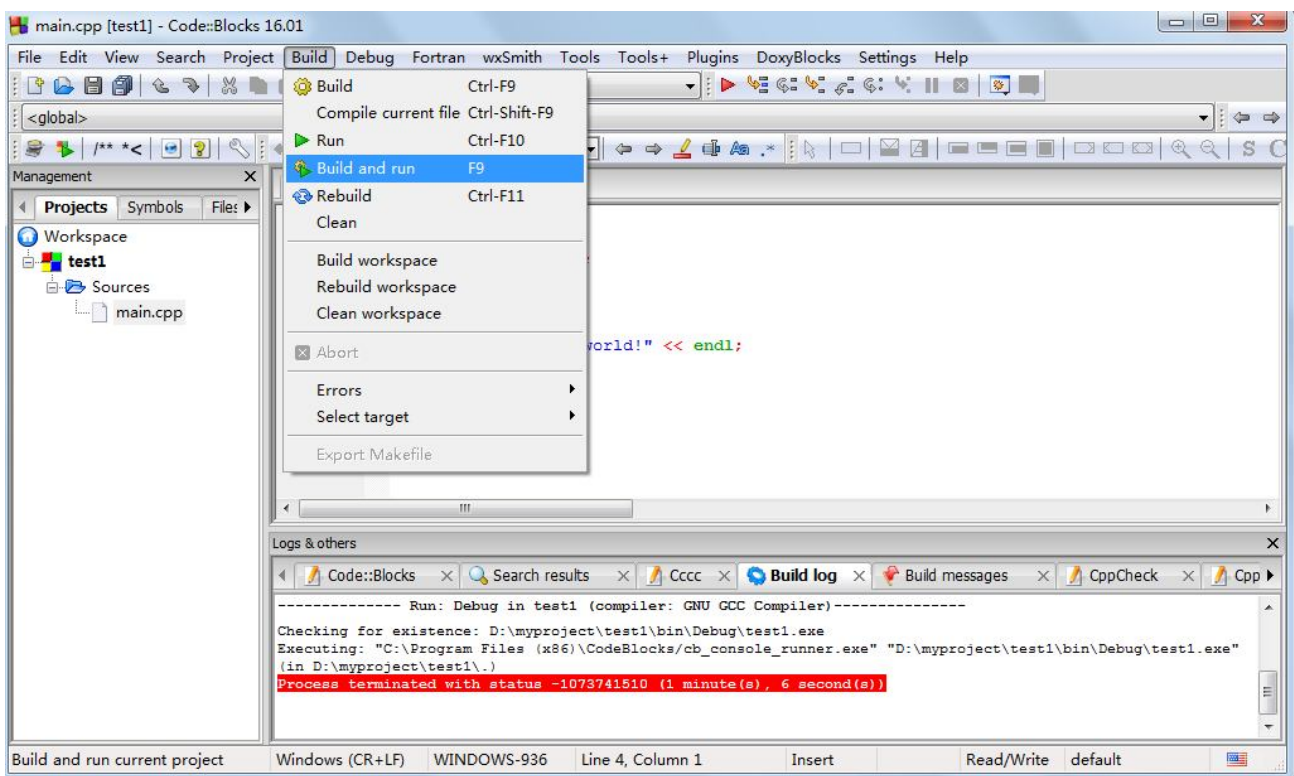 main.cpp [test1] - Code::Blocks 16.01
File Edit View Search Project Build Debug Fortran wxSmith Tools Tools+ Plugins DoxyBlocks Settings Help
Build Ctrl-F9
Compile current file Ctrl-Shift-F9
<global>
Run Ctrl-F10
/** *<
S C
Management
Build and run F9
Projects Symbols Files
Rebuild Ctrl-F11
Clean
Workspace
test1
Sources
main.cpp
Build workspace
Rebuild workspace
Clean workspace
Abort
world!" << endl;
Errors
Select target
Export Makefile
Logs & others
Code::Blocks Search results Cccc Build log Build messages CppCheck Cpp
-------------- Run: Debug in test1 (compiler: GNU GCC Compiler)---------------
Checking for existence: D:\myproject\test1\bin\Debug\test1.exe
Executing: "C:\Program Files (x86)\CodeBlocks/cb_console_runner.exe" "D:\myproject\test1\bin\Debug\test1.exe"
(in D:\myproject\test1\.)
Process terminated with status -1073741510 (1 minute(s), 6 second(s))
Build and run current project Windows (CR+LF) WINDOWS-936 Line 4, Column 1 Insert Read/Write default